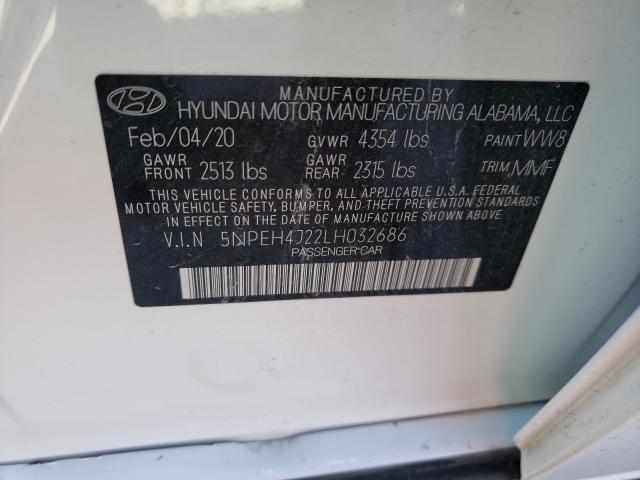 MANUFACTURED BY
HYUNDAI MOTOR MANUFACTURING ALABAMA, LLC
Feb/04/20 GVWR 4354 lbs PAINT WW8
GAWR FRONT 2513 lbs GAWR REAR 2315 lbs TRIM MMF
THIS VEHICLE CONFORMS TO ALL APPLICABLE U.S.A. FEDERAL
MOTOR VEHICLE SAFETY, BUMPER, AND THEFT PREVENTION STANDARDS
IN EFFECT ON THE DATE OF MANUFACTURE SHOWN ABOVE.
V.I.N 5NPEH4J22LH032686
PASSENGER-CAR